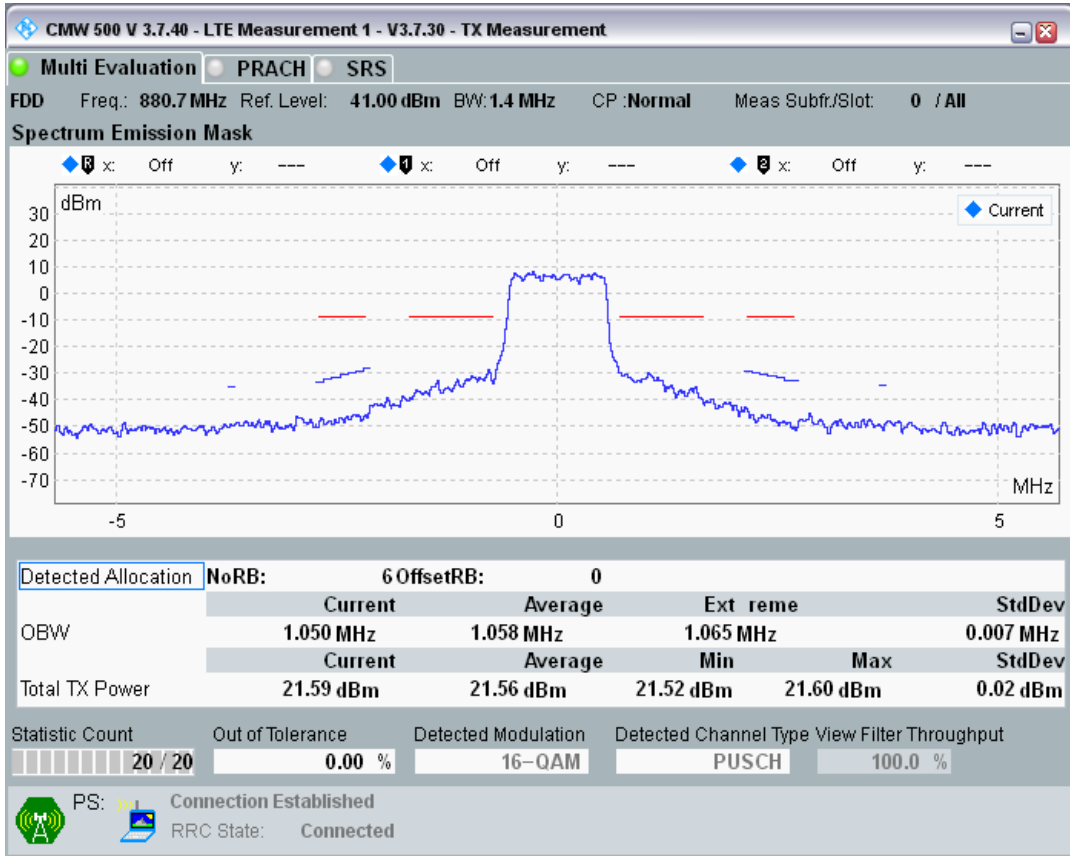 CMW 500 V 3.7.40 - LTE Measurement 1 - V3.7.30 - TX Measurement
Multi Evaluation PRACH SRS
FDD Freq.: 880.7 MHz Ref. Level: 41.00 dBm BW: 1.4 MHz CP :Normal Meas Subfr./Slot: 0 / All
Spectrum Emission Mask
R x: Off y: --- 1 x: Off y: --- 2 x: Off y: ---
dBm
Current
30
20
10
0
-10
-20
-30
-40
-50
-60
-70
MHz
-5 0 5
Detected Allocation NoRB: 6 OffsetRB: 0
Current Average Ext reme StdDev
OBW 1.050 MHz 1.058 MHz 1.065 MHz 0.007 MHz
Current Average Min Max StdDev
Total TX Power 21.59 dBm 21.56 dBm 21.52 dBm 21.60 dBm 0.02 dBm
Statistic Count Out of Tolerance Detected Modulation Detected Channel Type View Filter Throughput
20 / 20 0.00 % 16-QAM PUSCH 100.0 %
PS: Connection Established
RRC State: Connected